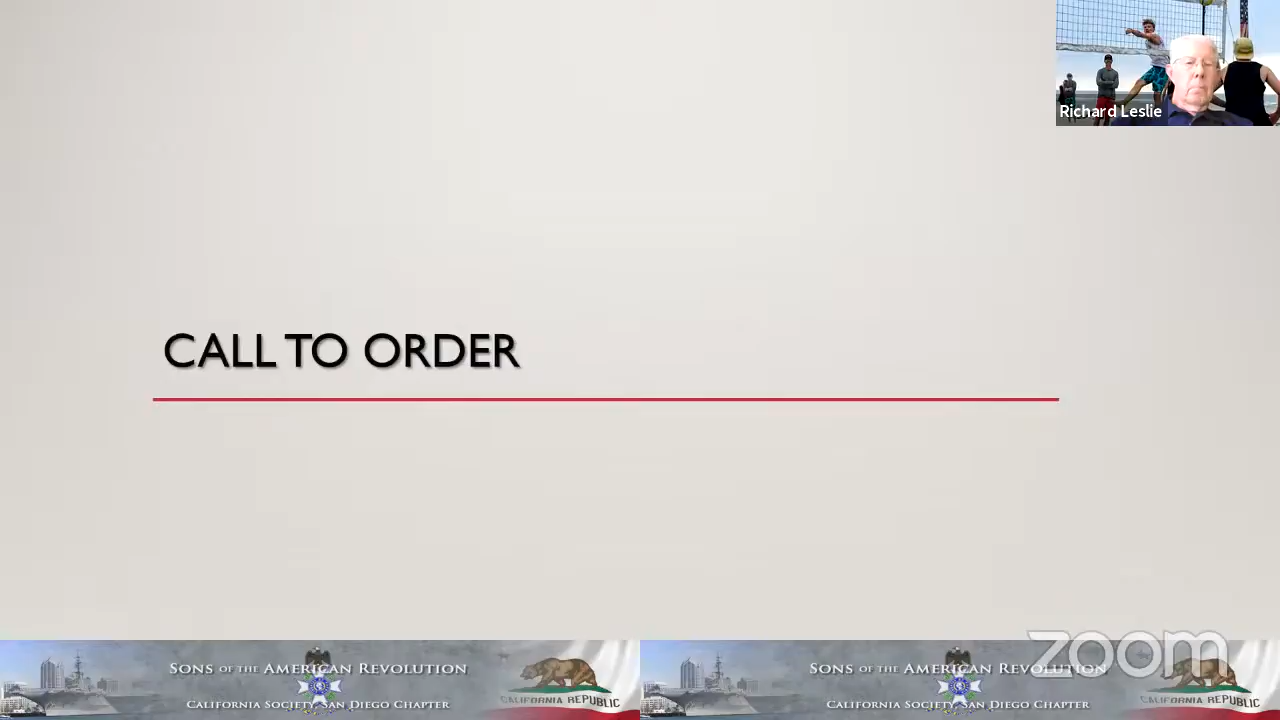 Richard Leslie
CALL TO ORDER
SONS OF THE AMERICAN REVOLUTION
CALIFORNIA SOCIETY, SAN DIEGO CHAPTER
CALIFORNIA REPUBLIC
SONS OF THE AMERICAN REVOLUTION
CALIFORNIA SOCIETY, SAN DIEGO CHAPTER
CALIFORNIA REPUBLIC
zoom